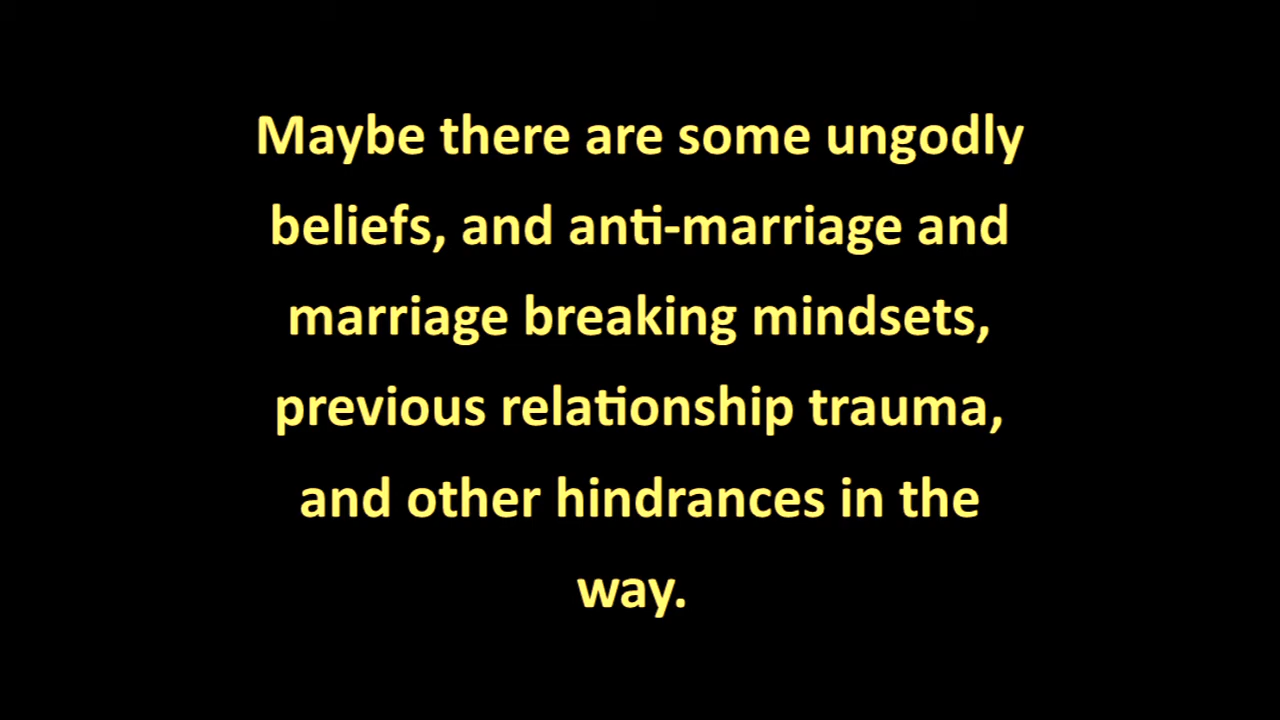 Maybe there are some ungodly
beliefs, and anti-marriage and
marriage breaking mindsets,
previous relationship trauma,
and other hindrances in the
way.